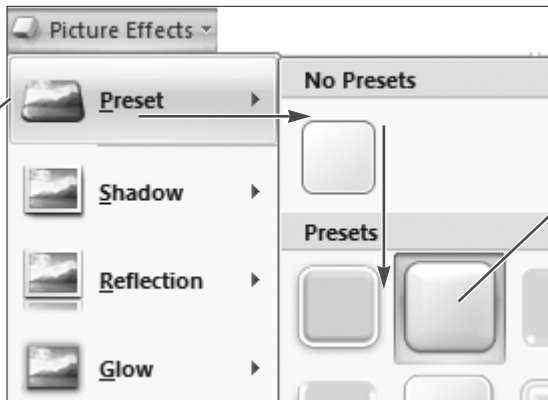 Picture Effects
Preset
No Presets
Shadow
Presets
Reflection
Glow